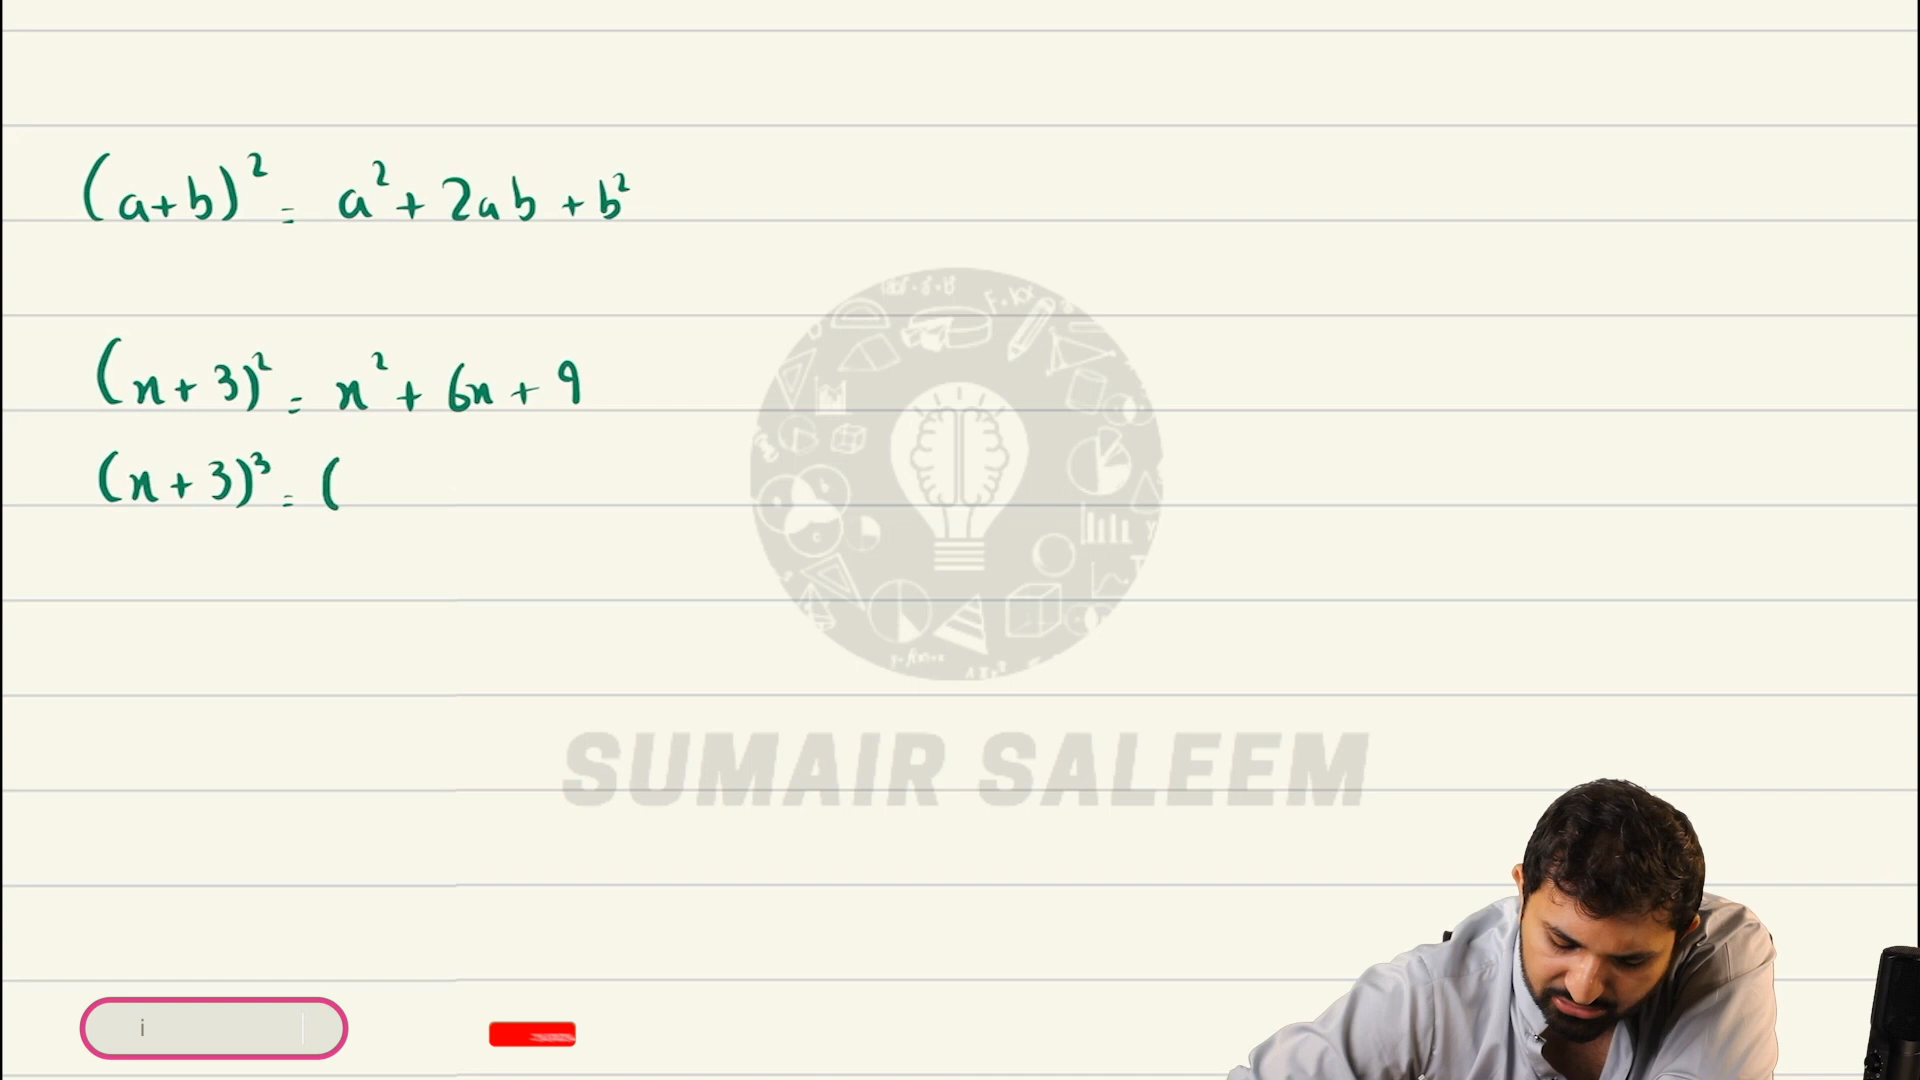 (a+b)² = a² + 2ab + b²
(x + 3)² = x² + 6x + 9
(x + 3)³ = (
SUMAIR SALEEM
i